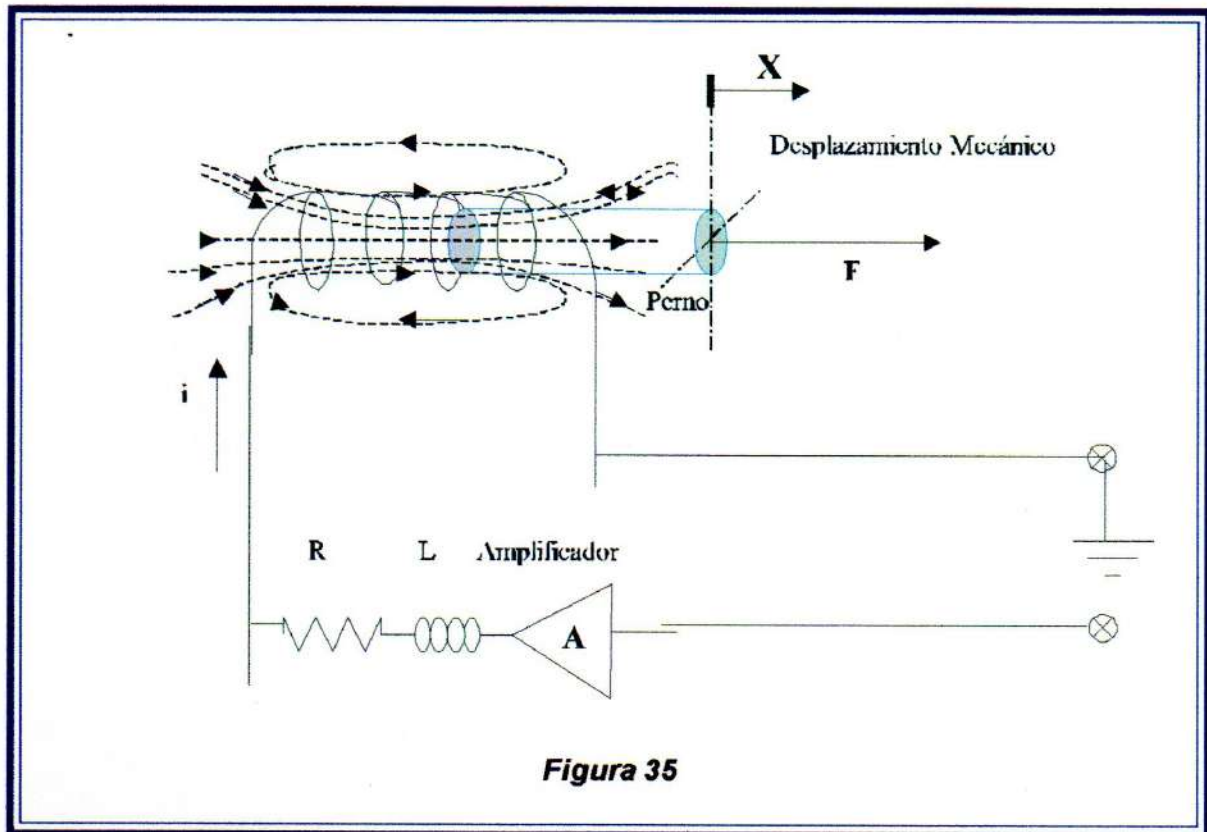 X
Desplazamiento Mecánico
F
Perno
i
R L Amplificador
A
Figura 35